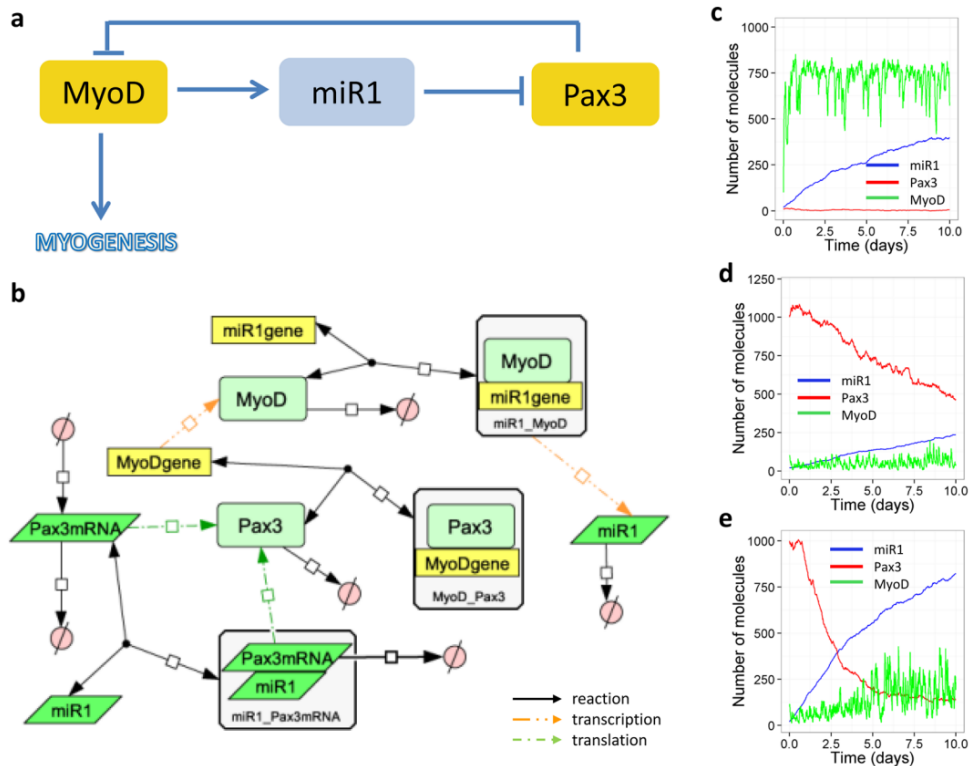 a
MyoD
miR1
Pax3
MYOGENESIS
b
miR1gene
MyoD
MyoD
miR1gene
miR1_MyoD
MyoDgene
Pax3mRNA
Pax3
Pax3
MyoDgene
MyoD_Pax3
miR1
Pax3mRNA
miR1
miR1_Pax3mRNA
miR1
reaction
transcription
translation
c
Number of molecules
1000
750
500
250
0
miR1
Pax3
MyoD
0.0 2.5 5.0 7.5 10.0
Time (days)
d
Number of molecules
1250
1000
750
500
250
0
miR1
Pax3
MyoD
0.0 2.5 5.0 7.5 10.0
Time (days)
e
Number of molecules
1000
750
500
250
0
miR1
Pax3
MyoD
0.0 2.5 5.0 7.5 10.0
Time (days)